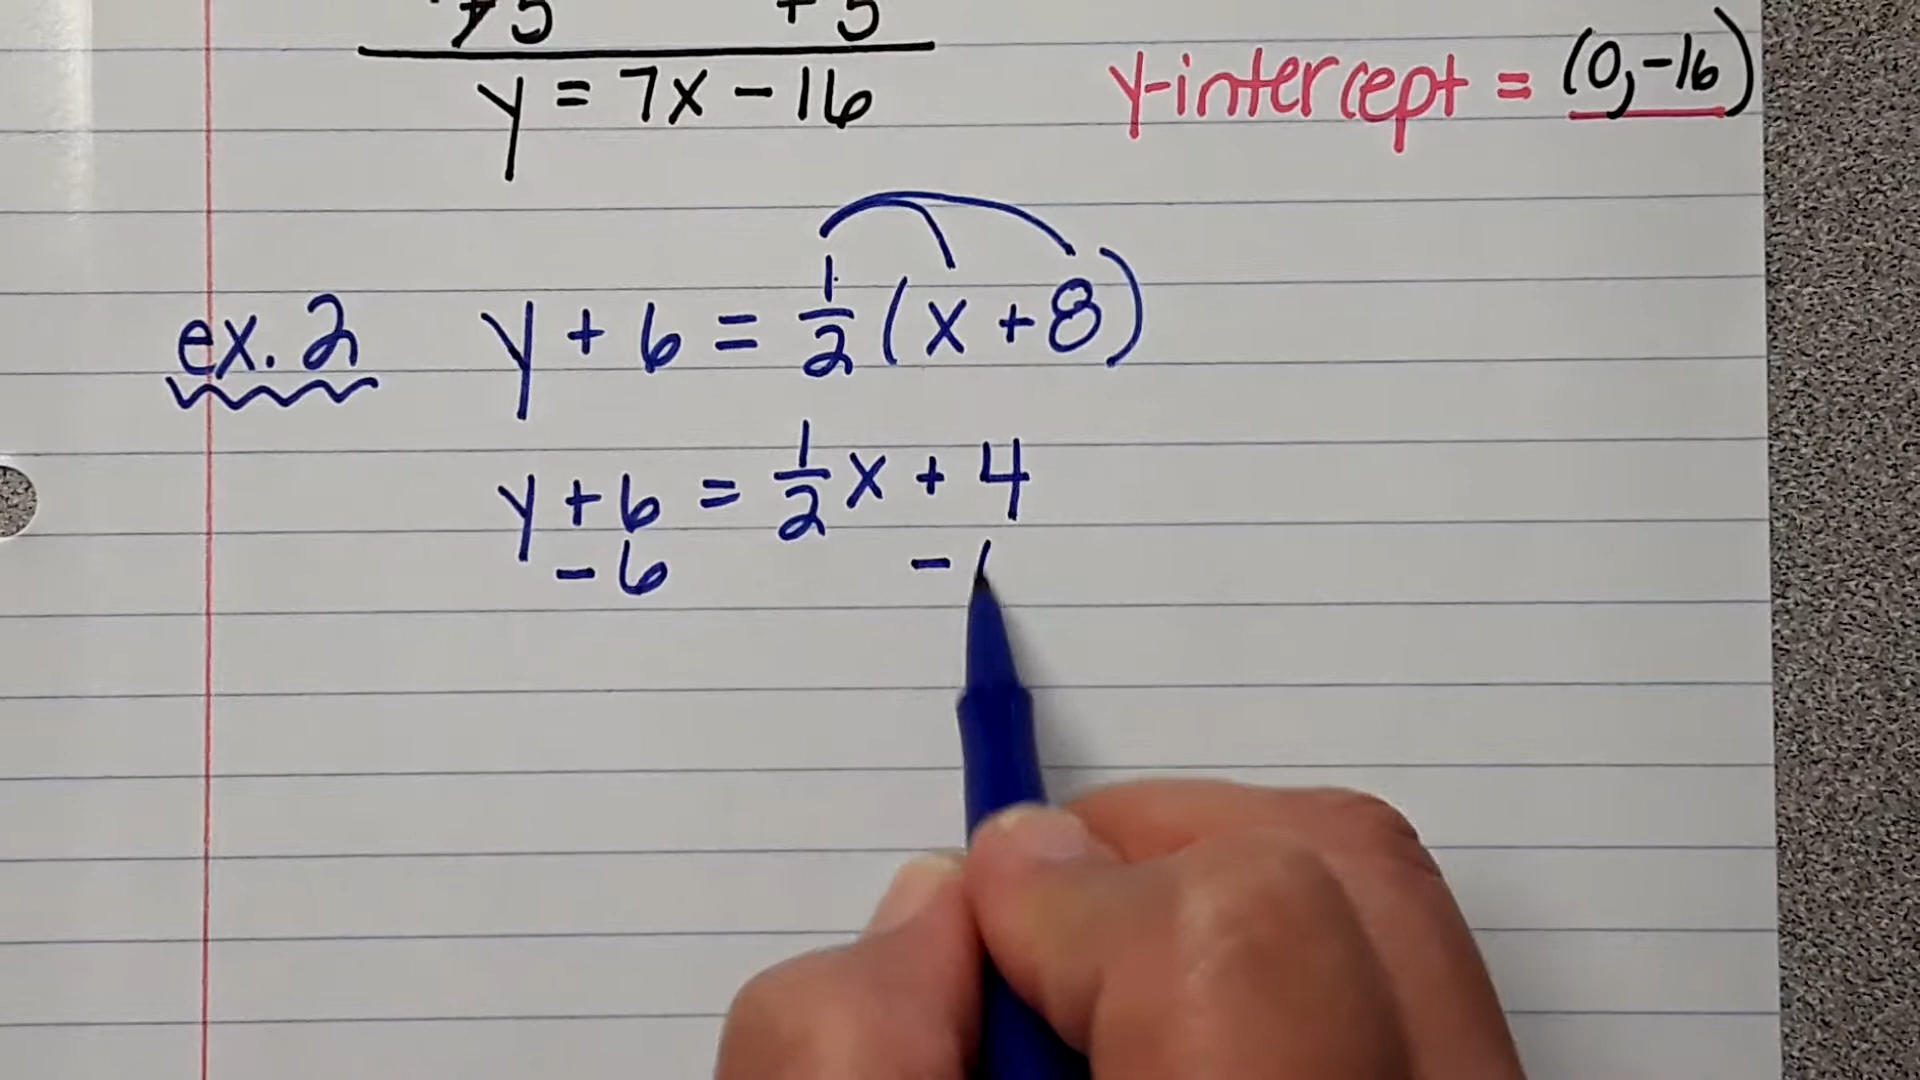 +5 +5
y = 7x - 16
y-intercept = (0, -16)
ex. 2 y + 6 = 1/2 (x + 8)
y + 6 = 1/2 x + 4
- 6 -